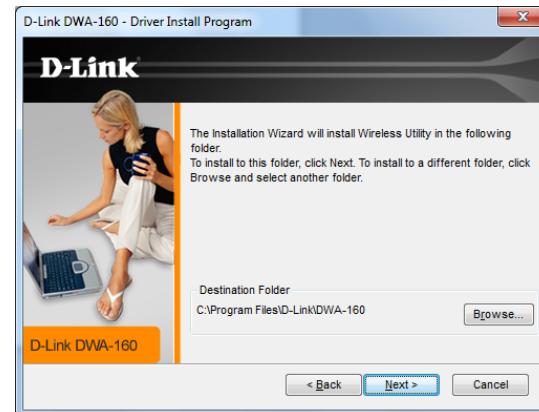 D-Link DWA-160 - Driver Install Program
D-Link
The Installation Wizard will install Wireless Utility in the following
folder.
To install to this folder, click Next. To install to a different folder, click
Browse and select another folder.
Destination Folder
C:\Program Files\D-Link\DWA-160
Browse...
D-Link DWA-160
< Back
Next >
Cancel